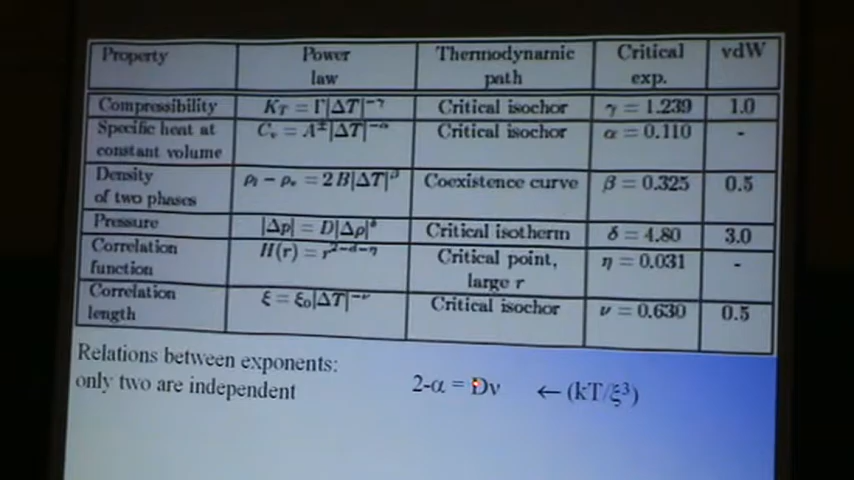 Property Power law Thermodynamic path Critical exp. vdW
Compressibility K_T = Γ|ΔT|^{-γ} Critical isochor γ = 1.239 1.0
Specific heat at constant volume C_v = A^±|ΔT|^{-α} Critical isochor α = 0.110 -
Density of two phases ρ_l − ρ_v = 2B|ΔT|^β Coexistence curve β = 0.325 0.5
Pressure |Δp| = D|Δρ|^δ Critical isotherm δ = 4.80 3.0
Correlation function H(r) = r^{2−d−η} Critical point, large r η = 0.031 -
Correlation length ξ = ξ_0|ΔT|^{-ν} Critical isochor ν = 0.630 0.5
Relations between exponents:
only two are independent
2-α = Dν ← (kT/ξ³)